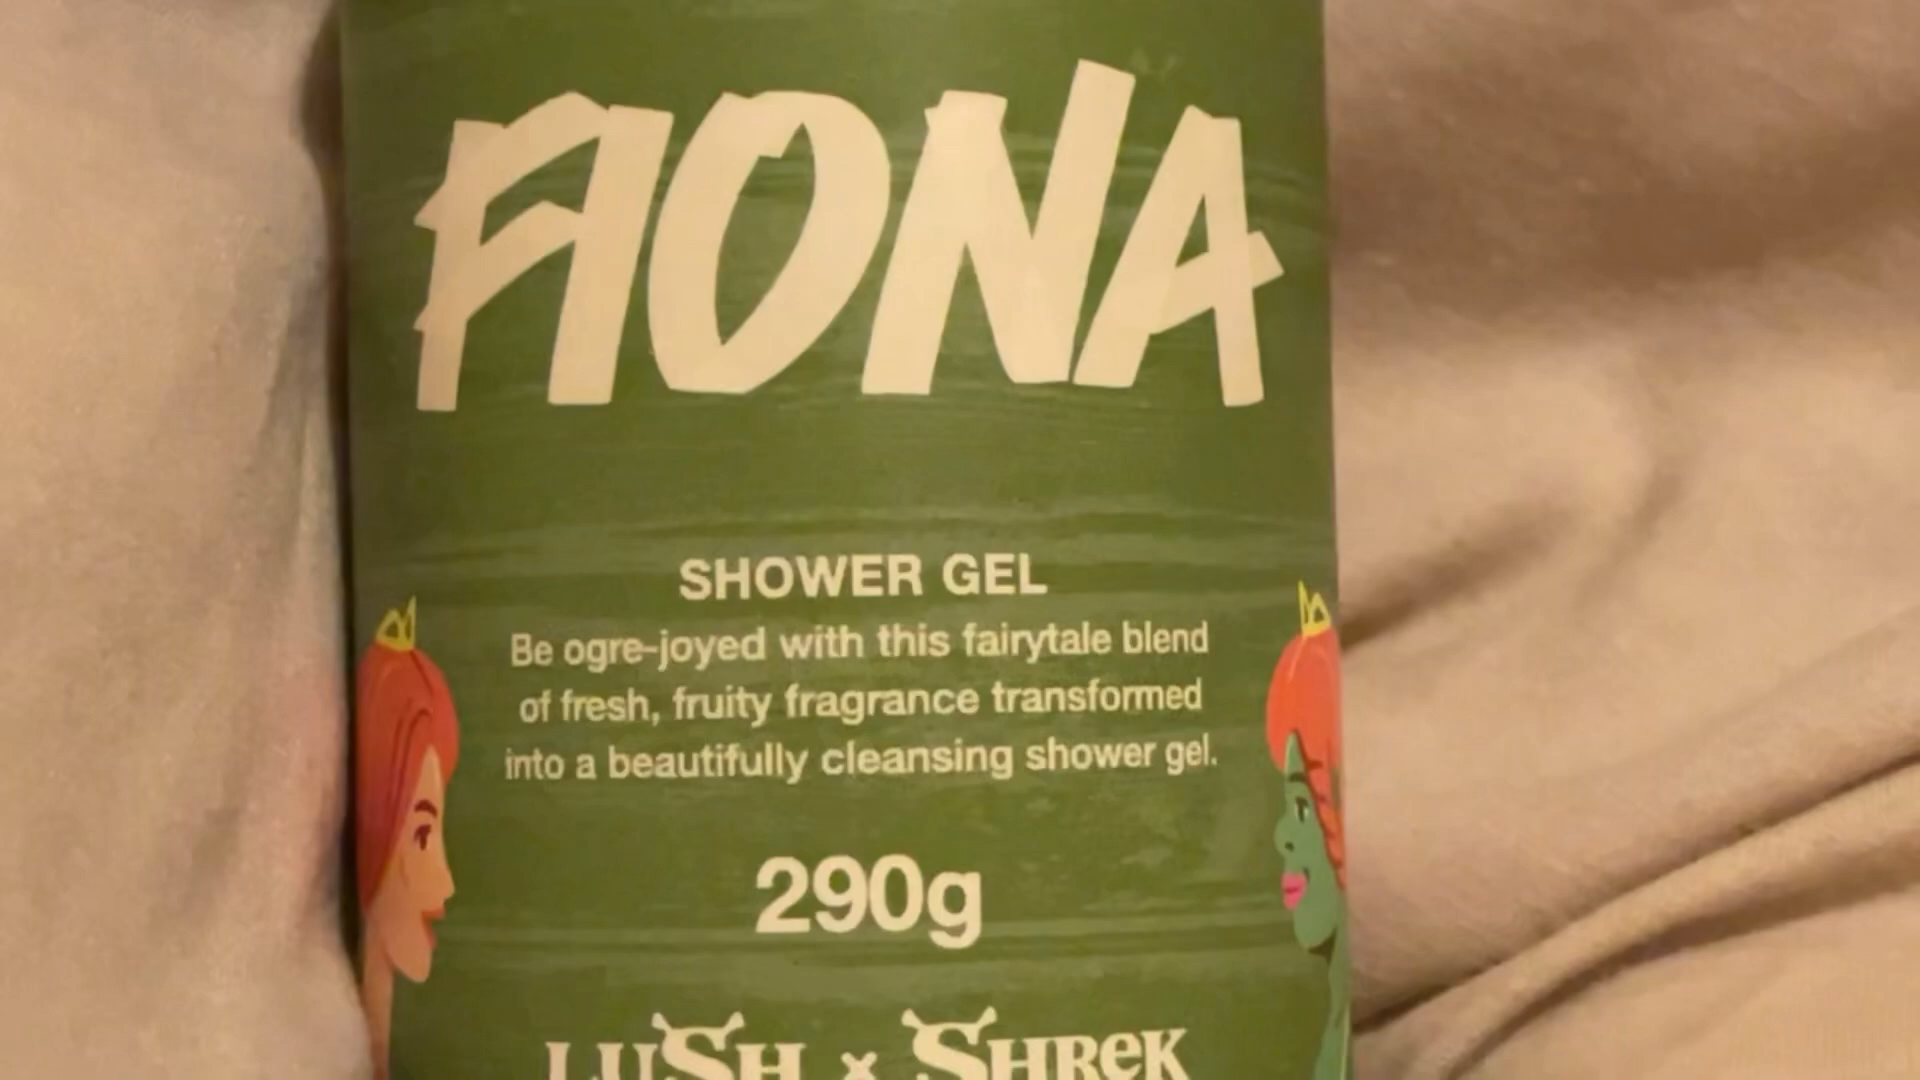 FIONA
SHOWER GEL
Be ogre-joyed with this fairytale blend
of fresh, fruity fragrance transformed
into a beautifully cleansing shower gel.
290g
LUSH × SHREK